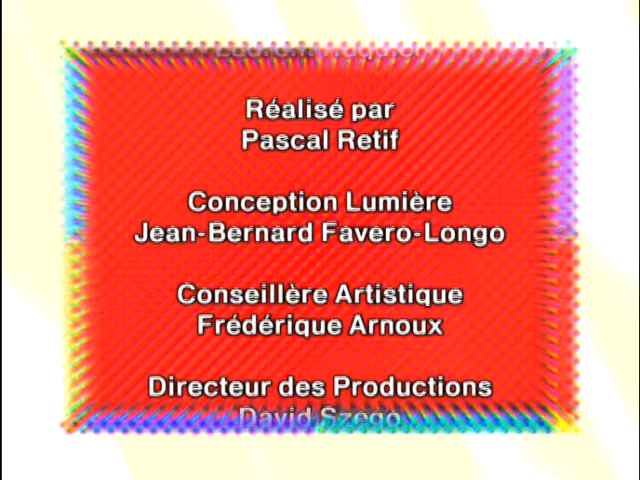 Réalisé par
Pascal Retif
Conception Lumière
Jean-Bernard Favero-Longo
Conseillère Artistique
Frédérique Arnoux
Directeur des Productions
David Szego